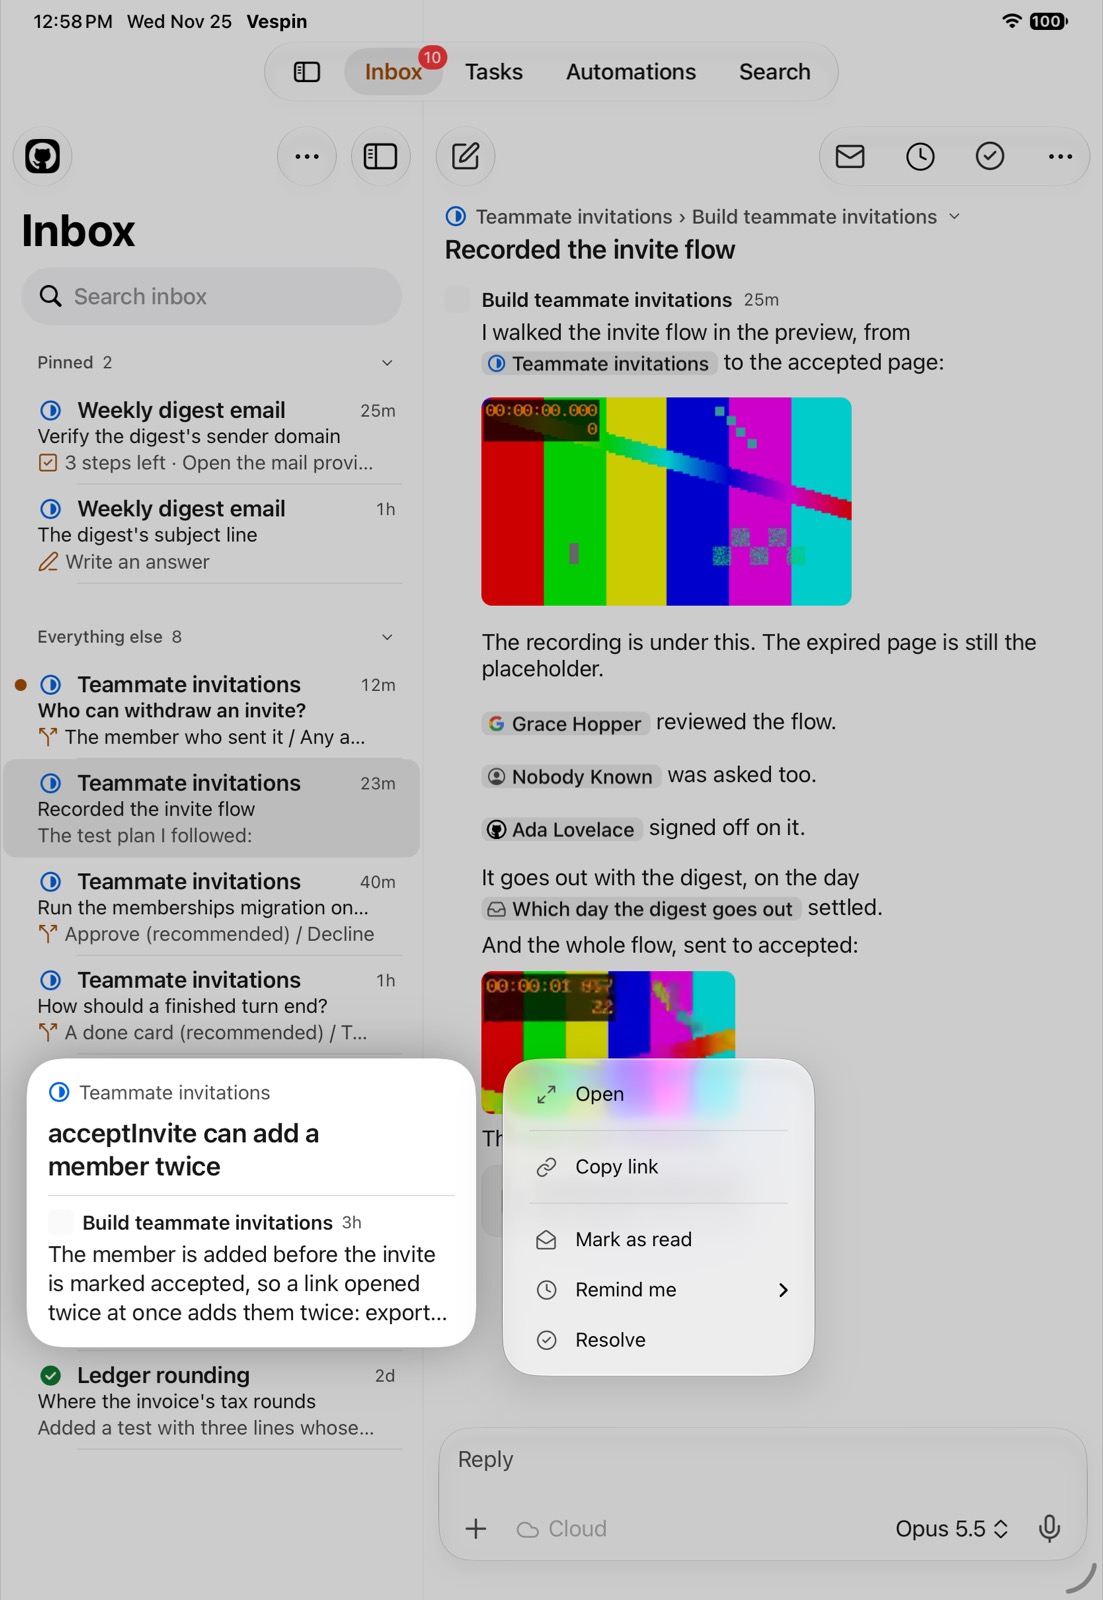 12:58 PM Wed Nov 25 Vespin
100
Inbox
10
Tasks
Automations
Search
Inbox
Search inbox
Pinned 2
Weekly digest email 25m
Verify the digest's sender domain
3 steps left · Open the mail provi...
Weekly digest email 1h
The digest's subject line
Write an answer
Everything else 8
Teammate invitations 12m
Who can withdraw an invite?
The member who sent it / Any a...
Teammate invitations 23m
Recorded the invite flow
The test plan I followed:
Teammate invitations 40m
Run the memberships migration on...
Approve (recommended) / Decline
Teammate invitations 1h
How should a finished turn end?
A done card (recommended) / T...
Teammate invitations
acceptInvite can add a
member twice
Build teammate invitations 3h
The member is added before the invite
is marked accepted, so a link opened
twice at once adds them twice: export...
Ledger rounding 2d
Where the invoice's tax rounds
Added a test with three lines whose...
Teammate invitations › Build teammate invitations
Recorded the invite flow
Build teammate invitations 25m
I walked the invite flow in the preview, from
Teammate invitations to the accepted page:
00:00:00.000
0
The recording is under this. The expired page is still the
placeholder.
Grace Hopper reviewed the flow.
Nobody Known was asked too.
Ada Lovelace signed off on it.
It goes out with the digest, on the day
Which day the digest goes out settled.
And the whole flow, sent to accepted:
Open
Copy link
Mark as read
Remind me
Resolve
Reply
Cloud
Opus 5.5